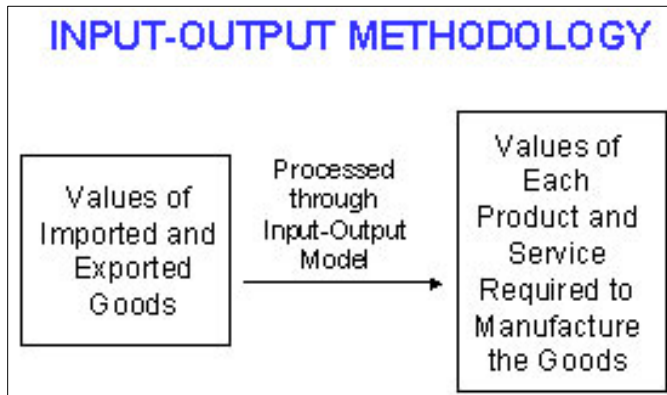 INPUT-OUTPUT METHODOLOGY
Values of
Imported and
Exported
Goods
Processed
through
Input-Output
Model
Values of
Each
Product and
Service
Required to
Manufacture
the Goods